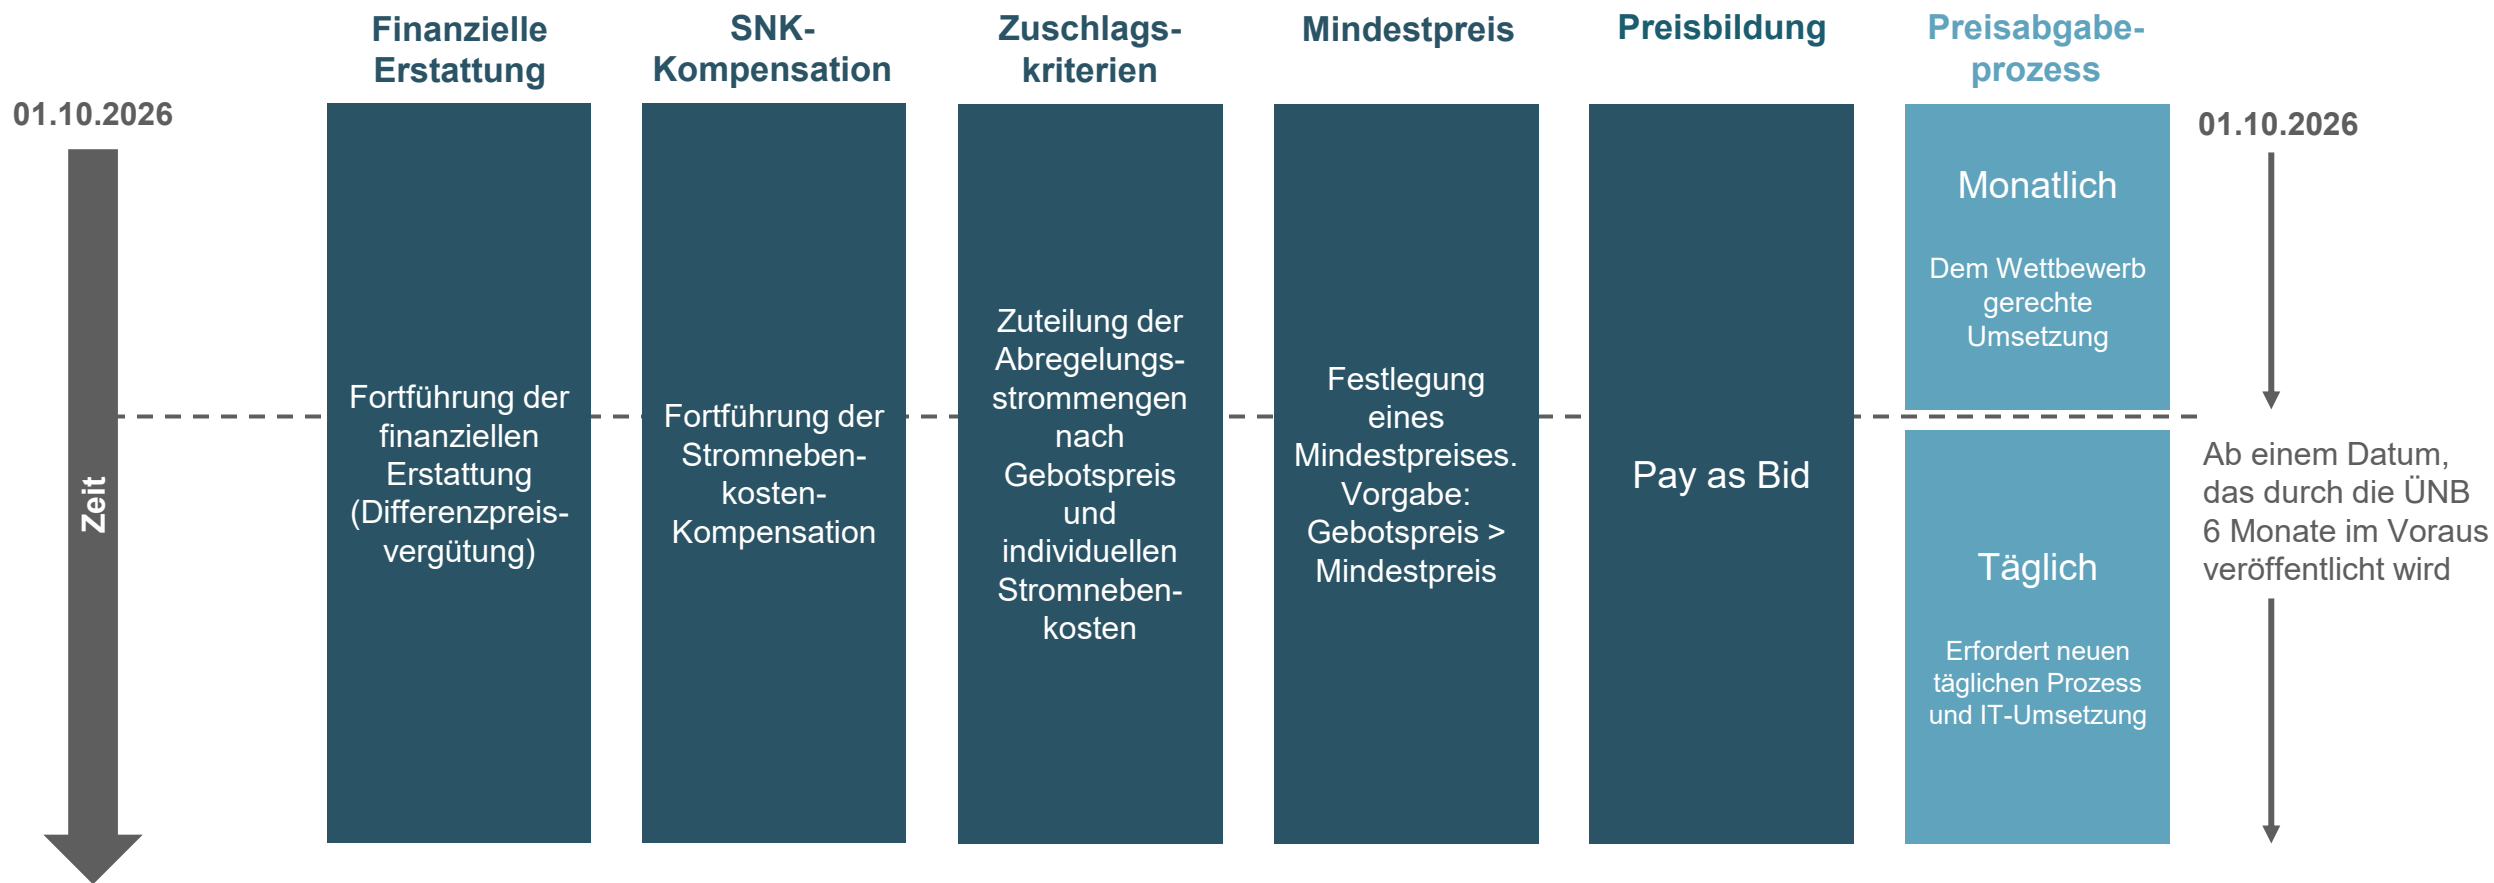 01.10.2026
Zeit
Finanzielle
Erstattung
Fortführung der
finanziellen
Erstattung
(Differenzpreis-
vergütung)
SNK-
Kompensation
Fortführung der
Stromneben-
kosten-
Kompensation
Zuschlags-
kriterien
Zuteilung der
Abregelungs-
strommengen
nach
Gebotspreis
und
individuellen
Stromneben-
kosten
Mindestpreis
Festlegung
eines
Mindestpreises.
Vorgabe:
Gebotspreis >
Mindestpreis
Preisbildung
Pay as Bid
Preisabgabe-
prozess
Monatlich
Dem Wettbewerb
gerechte
Umsetzung
Täglich
Erfordert neuen
täglichen Prozess
und IT-Umsetzung
01.10.2026
Ab einem Datum,
das durch die ÜNB
6 Monate im Voraus
veröffentlicht wird